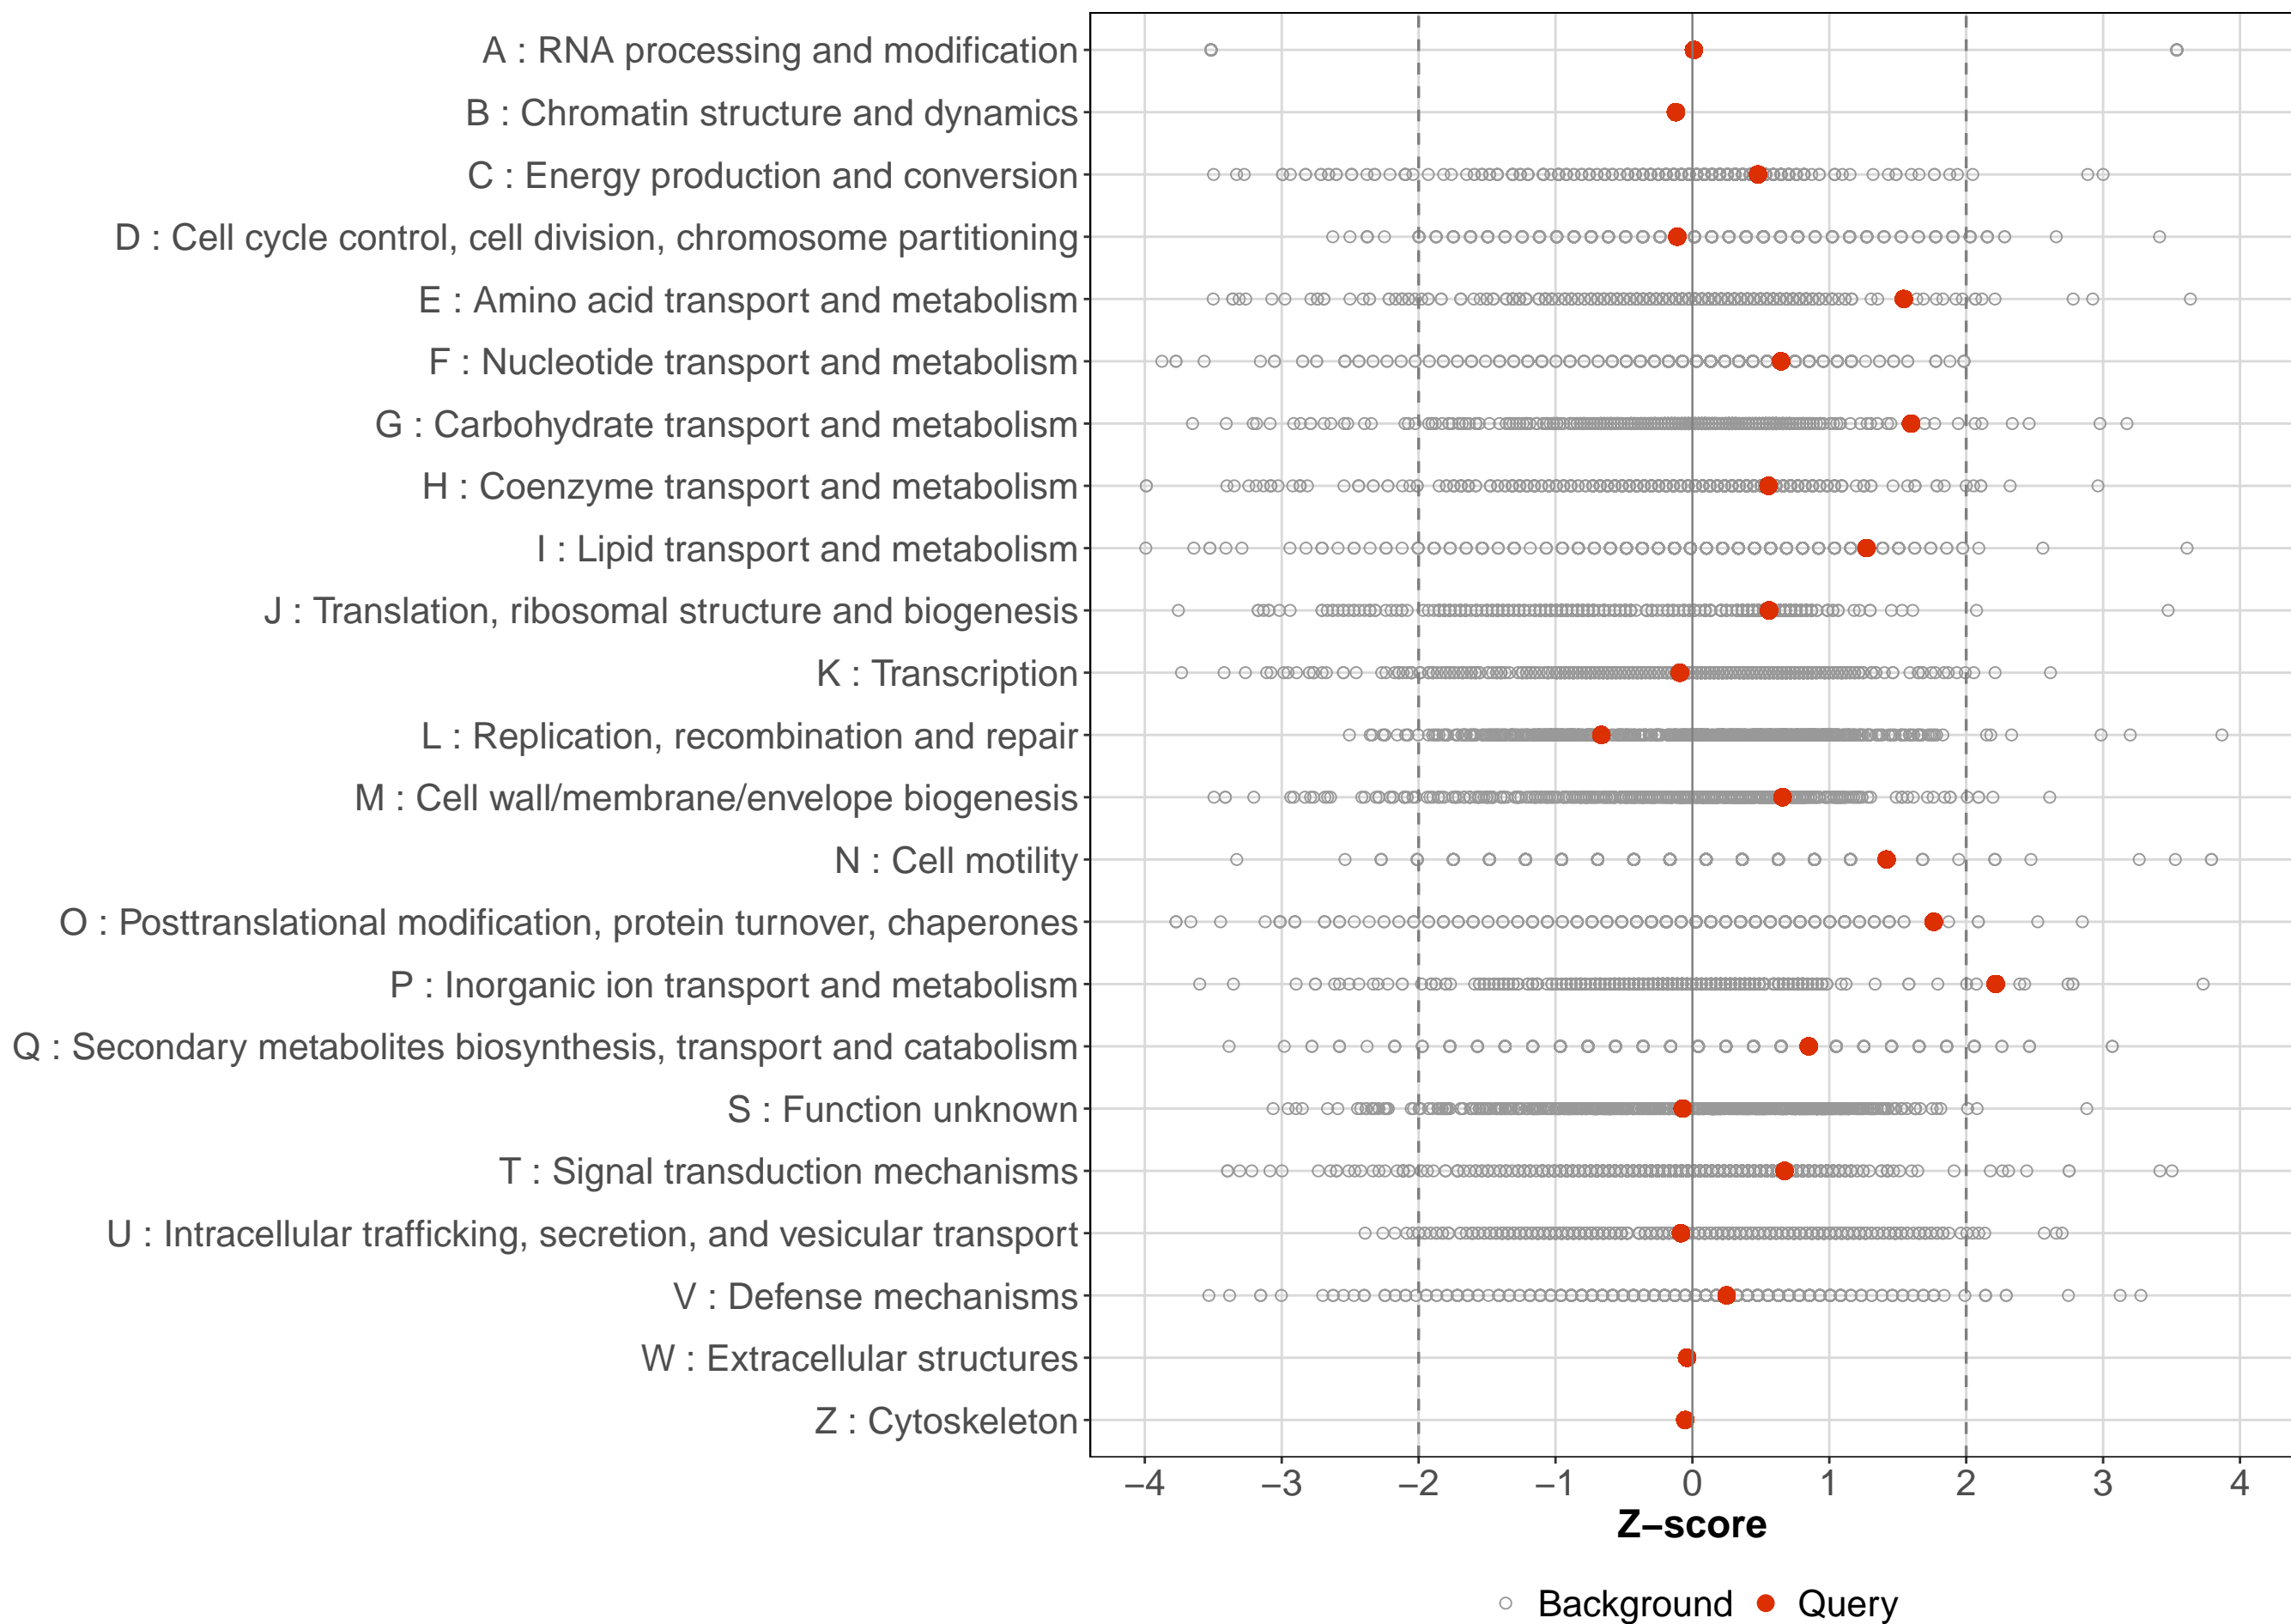 A : RNA processing and modification
B : Chromatin structure and dynamics
C : Energy production and conversion
D : Cell cycle control, cell division, chromosome partitioning
E : Amino acid transport and metabolism
F : Nucleotide transport and metabolism
G : Carbohydrate transport and metabolism
H : Coenzyme transport and metabolism
I : Lipid transport and metabolism
J : Translation, ribosomal structure and biogenesis
K : Transcription
L : Replication, recombination and repair
M : Cell wall/membrane/envelope biogenesis
N : Cell motility
O : Posttranslational modification, protein turnover, chaperones
P : Inorganic ion transport and metabolism
Q : Secondary metabolites biosynthesis, transport and catabolism
S : Function unknown
T : Signal transduction mechanisms
U : Intracellular trafficking, secretion, and vesicular transport
V : Defense mechanisms
W : Extracellular structures
Z : Cytoskeleton
−4 −3 −2 −1 0 1 2 3 4
Z−score
Background Query